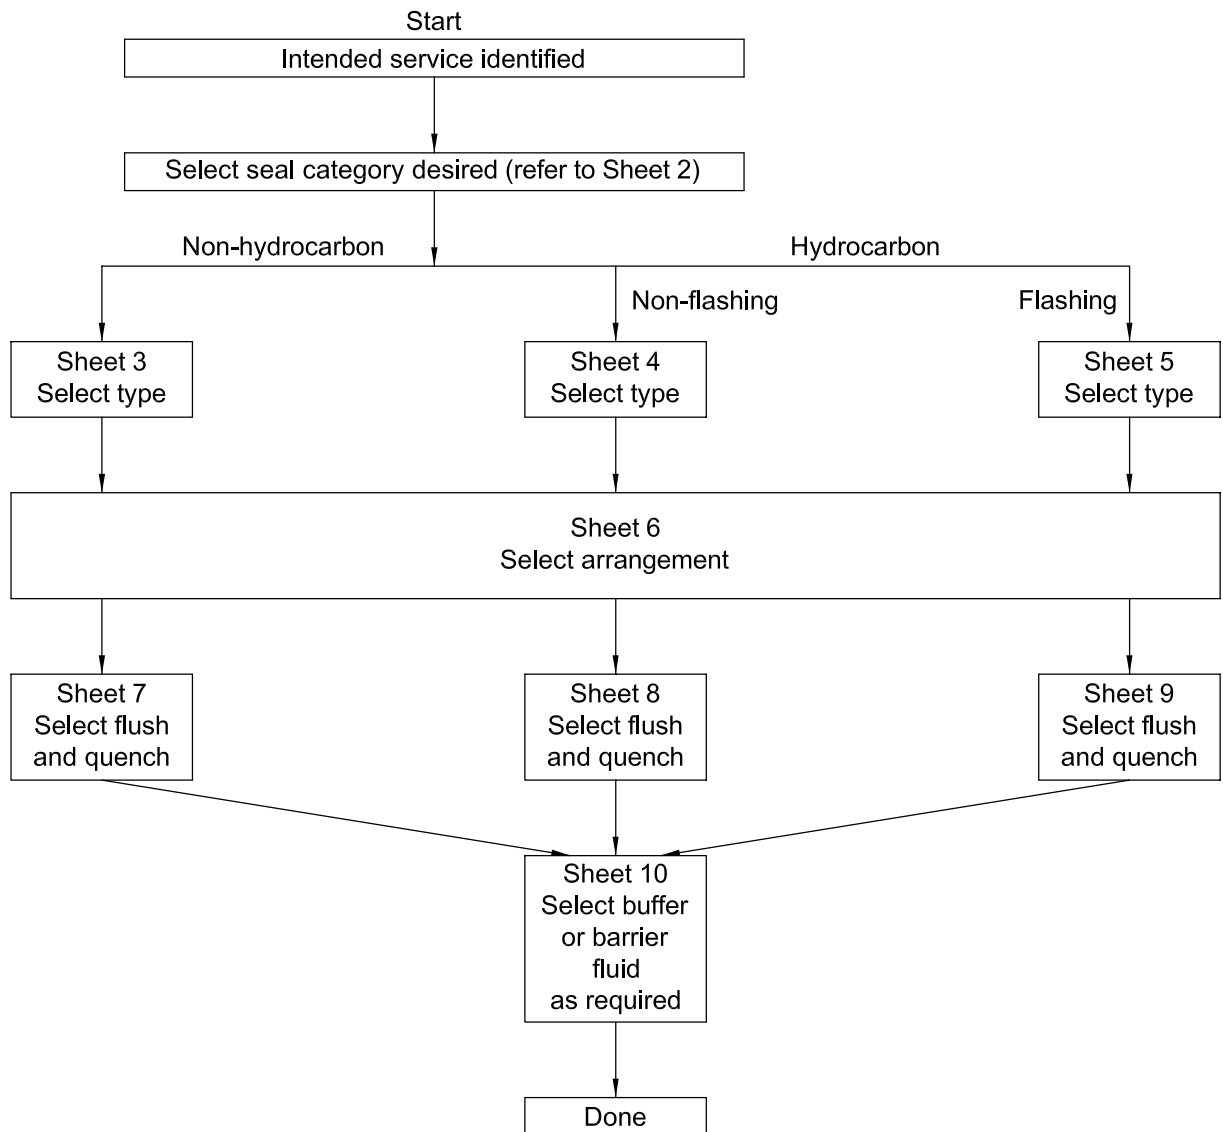 Start
Intended service identified
Select seal category desired (refer to Sheet 2)
Non-hydrocarbon
Hydrocarbon
Non-flashing
Flashing
Sheet 3
Select type
Sheet 4
Select type
Sheet 5
Select type
Sheet 6
Select arrangement
Sheet 7
Select flush
and quench
Sheet 8
Select flush
and quench
Sheet 9
Select flush
and quench
Sheet 10
Select buffer
or barrier
fluid
as required
Done